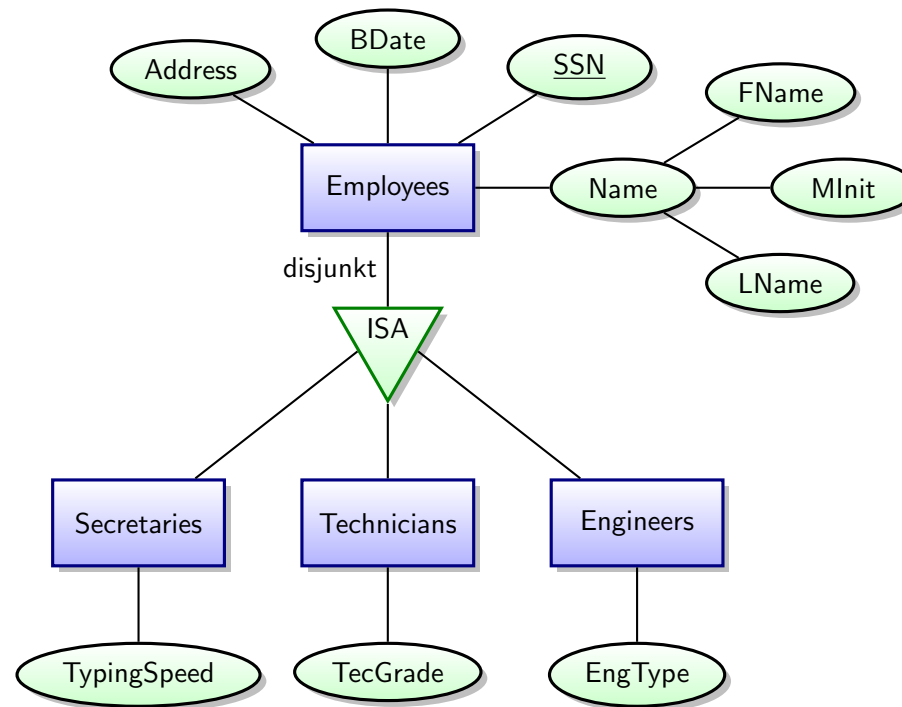 BDate
Address
SSN
FName
Employees
Name
MInit
disjunkt
LName
ISA
Secretaries
Technicians
Engineers
TypingSpeed
TecGrade
EngType